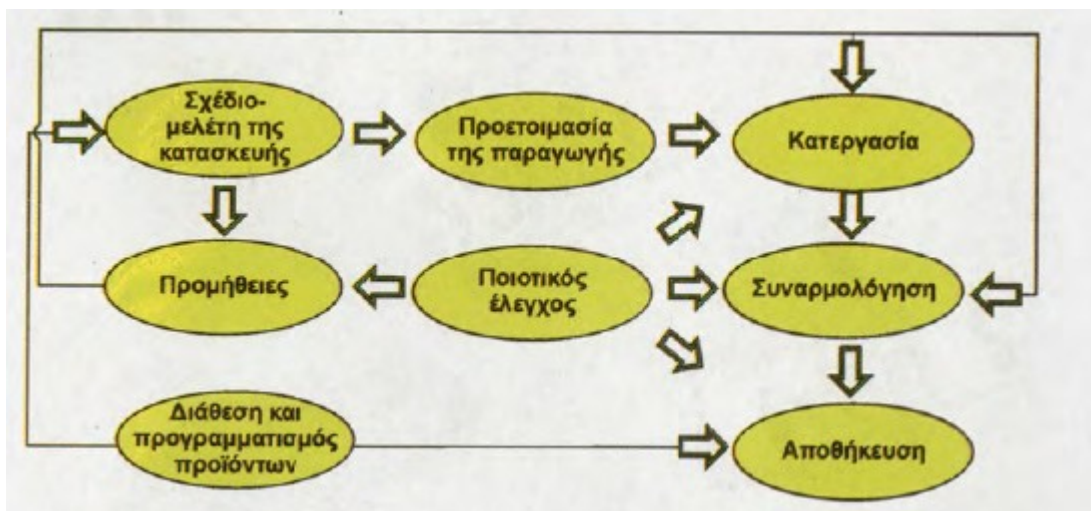 Σχέδιο-
μελέτη της
κατασκευής
Προετοιμασία
της παραγωγής
Κατεργασία
Προμήθειες
Ποιοτικός
έλεγχος
Συναρμολόγηση
Διάθεση και
προγραμματισμός
προϊόντων
Αποθήκευση